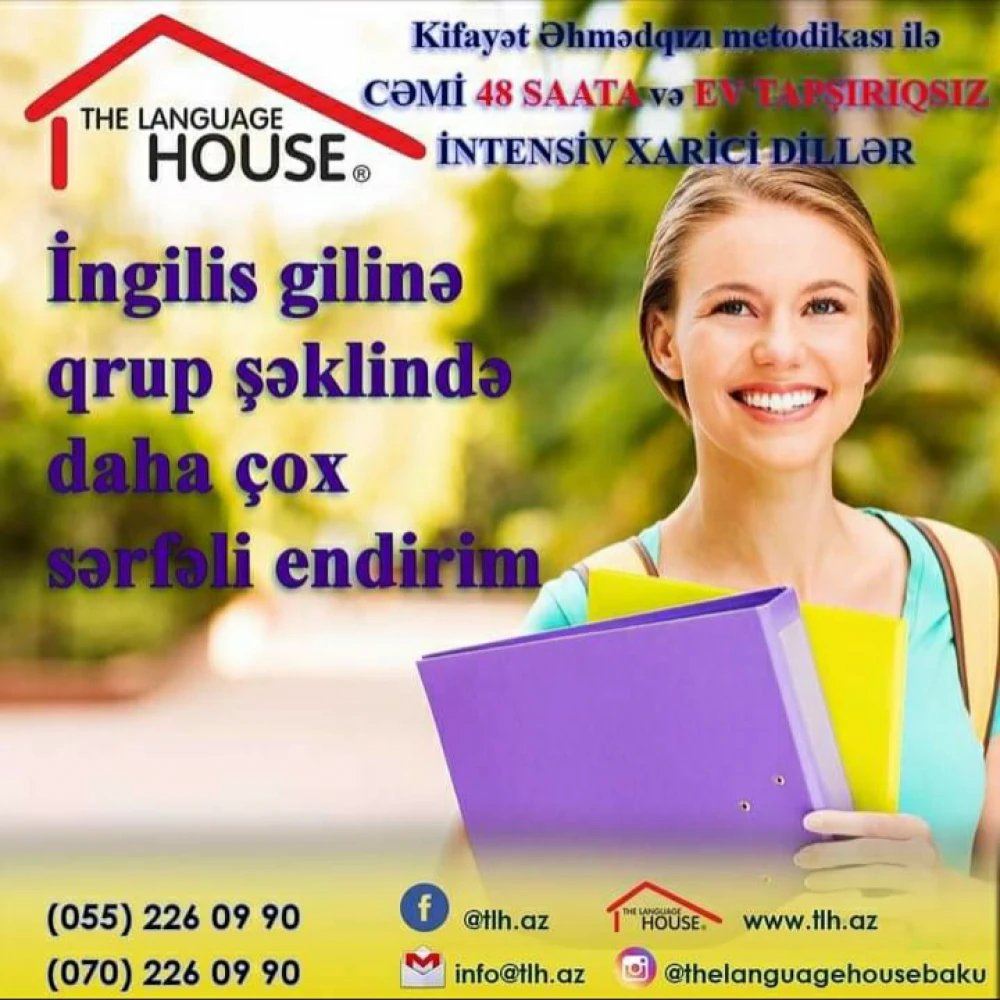 THE LANGUAGE
HOUSE®
Kifayət Əhmədqızı metodikası ilə
CƏMİ 48 SAATA və EV TAPŞIRIQSIZ
İNTENSİV XARİCİ DİLLƏR
İngilis gilinə
qrup şəklində
daha çox
sərfəli endirim
(055) 226 09 90
(070) 226 09 90
@tlh.az
info@tlh.az
THE LANGUAGE
HOUSE®
www.tlh.az
@thelanguagehousebaku